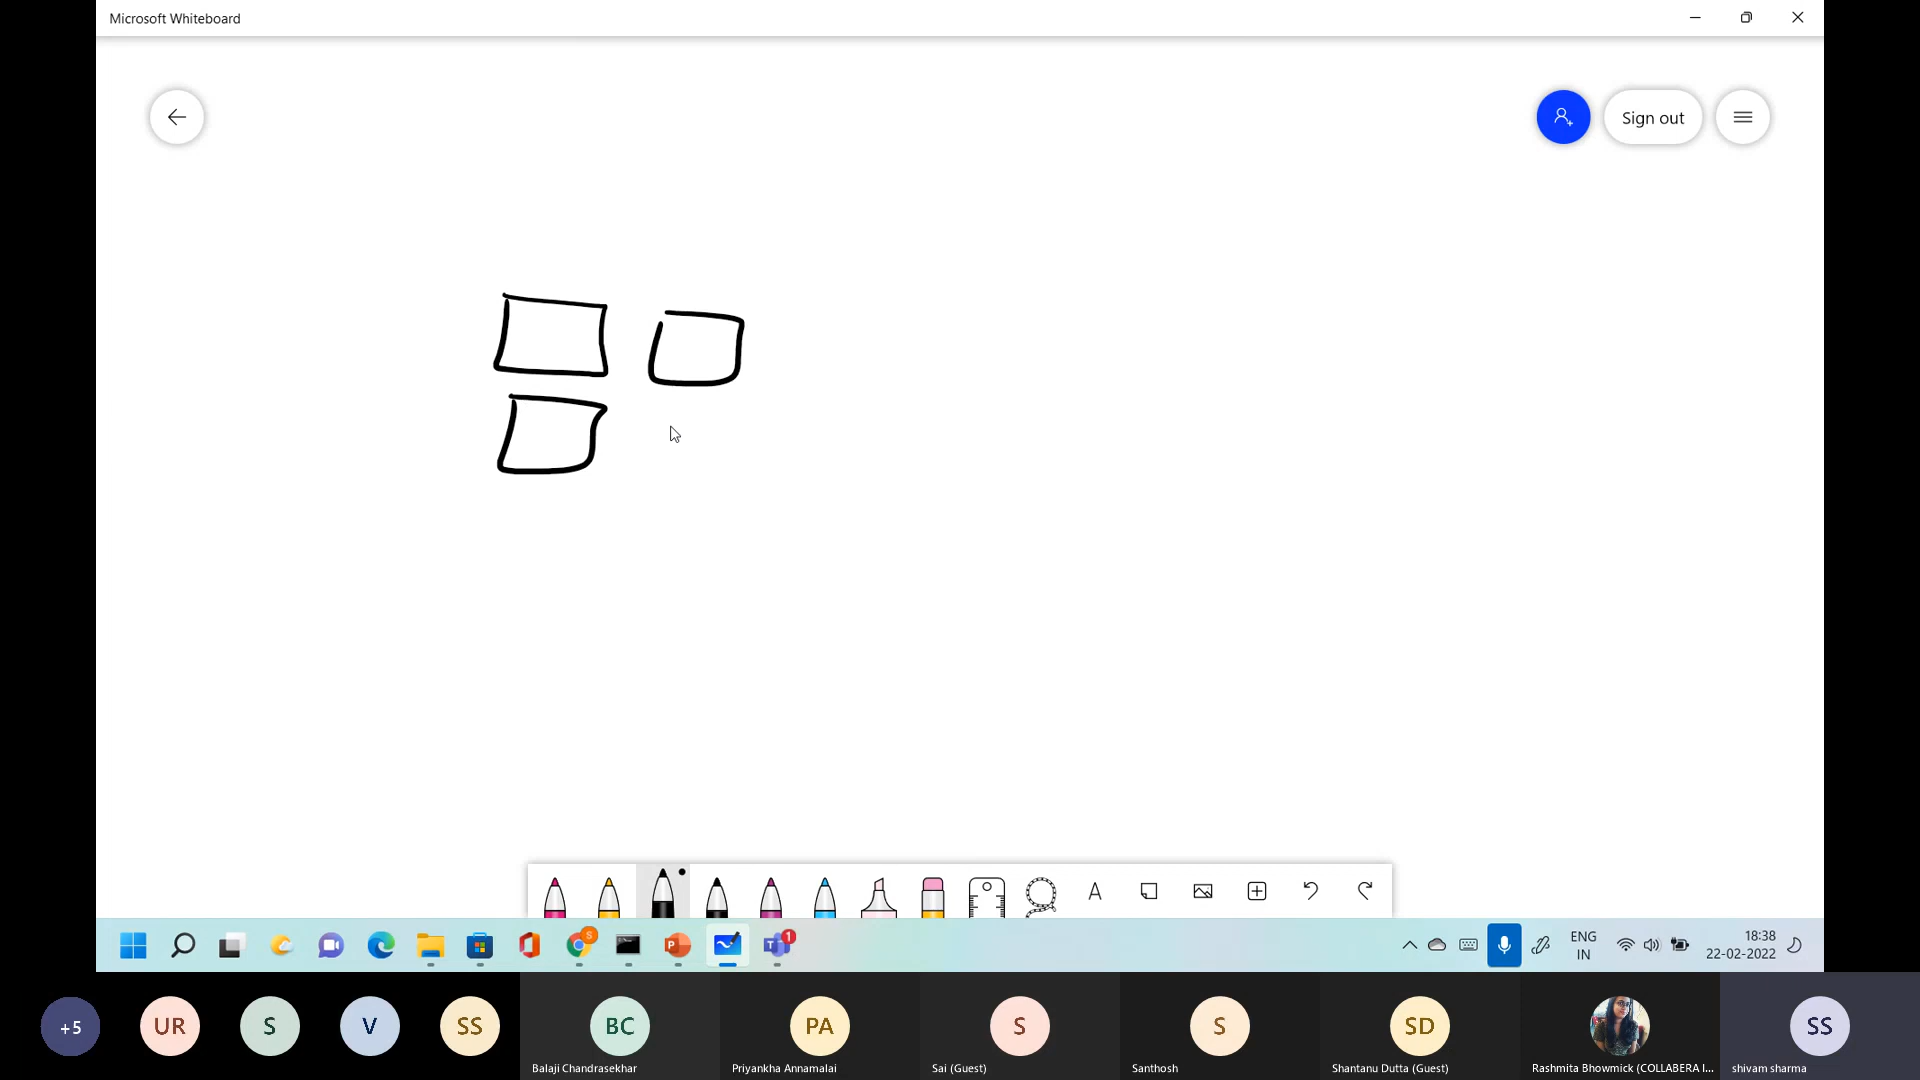 Microsoft Whiteboard
Sign out
A
S
T
1
ENG
IN
18:38
22-02-2022
+5
UR
S
V
SS
BC
PA
S
S
SD
SS
Balaji Chandrasekhar
Priyankha Annamalai
Sai (Guest)
Santhosh
Shantanu Dutta (Guest)
Rashmita Bhowmick (COLLABERA I...
shivam sharma